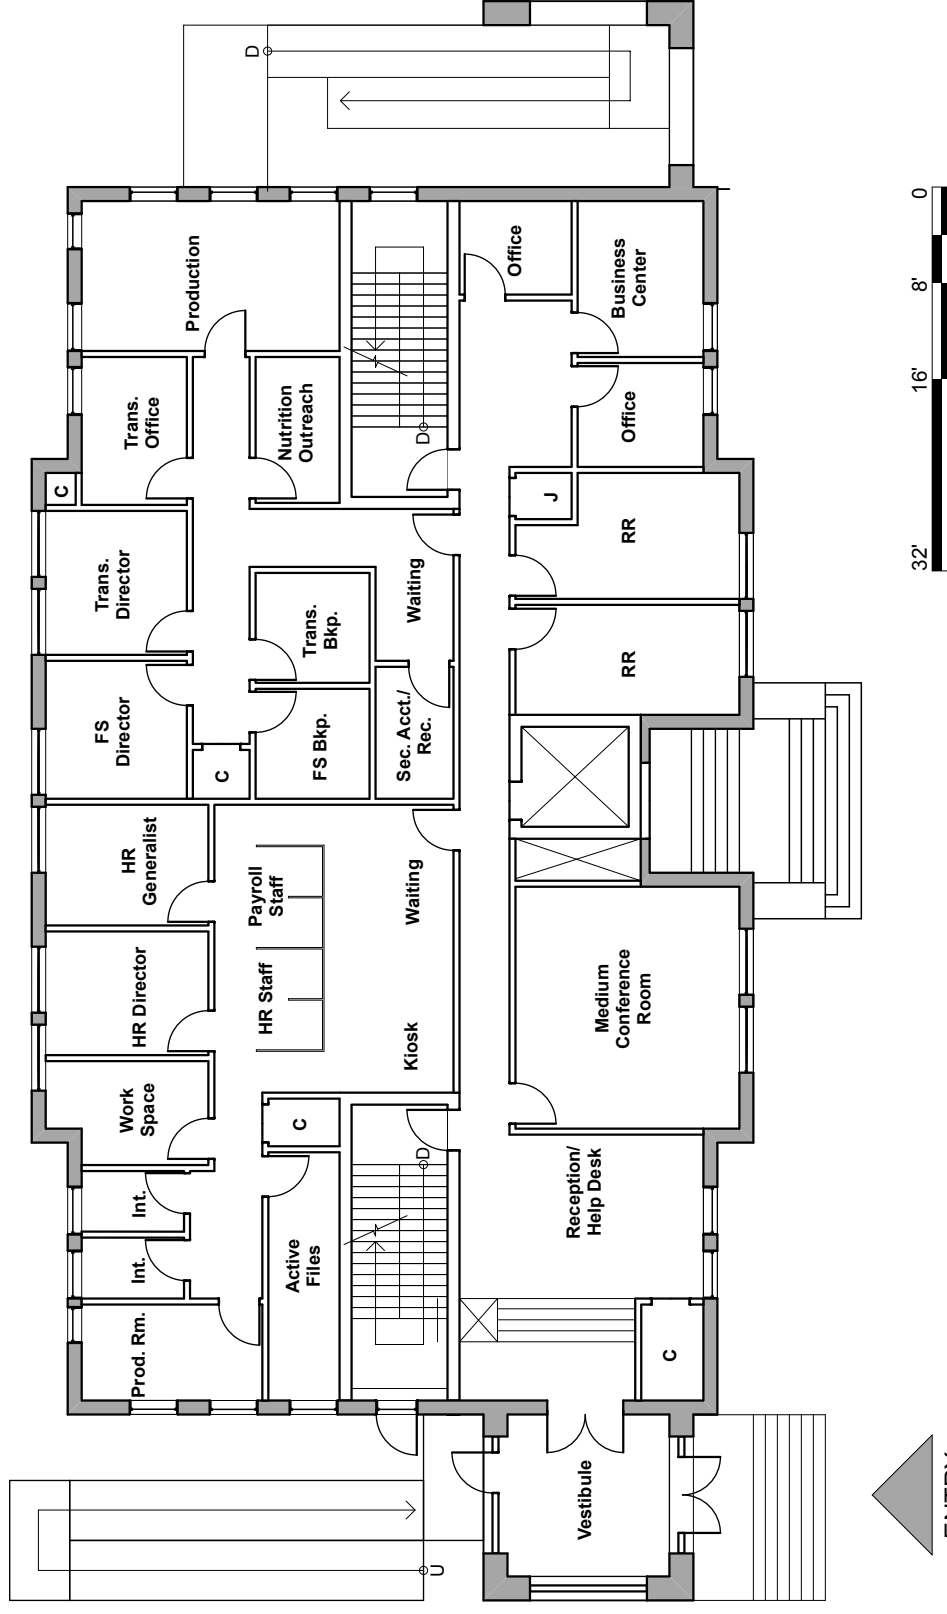 C
Prod. Rm.
Int.
Int.
Work
Space
HR Director
HR
Generalist
FS
Director
Trans.
Director
Trans.
Office
Production
D
C
Active
Files
C
HR Staff
Payroll
Staff
FS Bkp.
Trans.
Bkp.
Nutrition
Outreach
U
D
Kiosk
Waiting
Sec. Acct./
Rec.
Waiting
D
Office
Vestibule
Reception/
Help Desk
Medium
Conference
Room
RR
RR
J
Office
Business
Center
C
ENTRY
32'
16'
8'
0